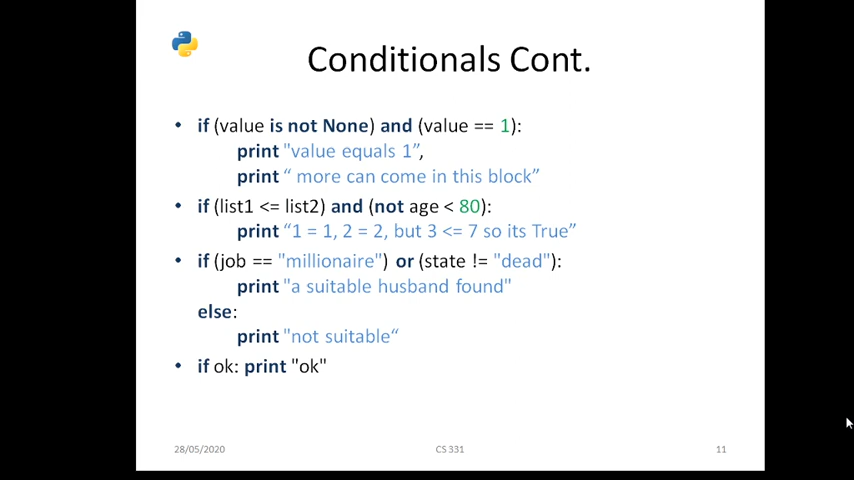 Conditionals Cont.
• if (value is not None) and (value == 1):
print "value equals 1”,
print “ more can come in this block”
• if (list1 <= list2) and (not age < 80):
print “1 = 1, 2 = 2, but 3 <= 7 so its True”
• if (job == "millionaire") or (state != "dead"):
print "a suitable husband found"
else:
print "not suitable“
• if ok: print "ok"
28/05/2020
CS 331
11